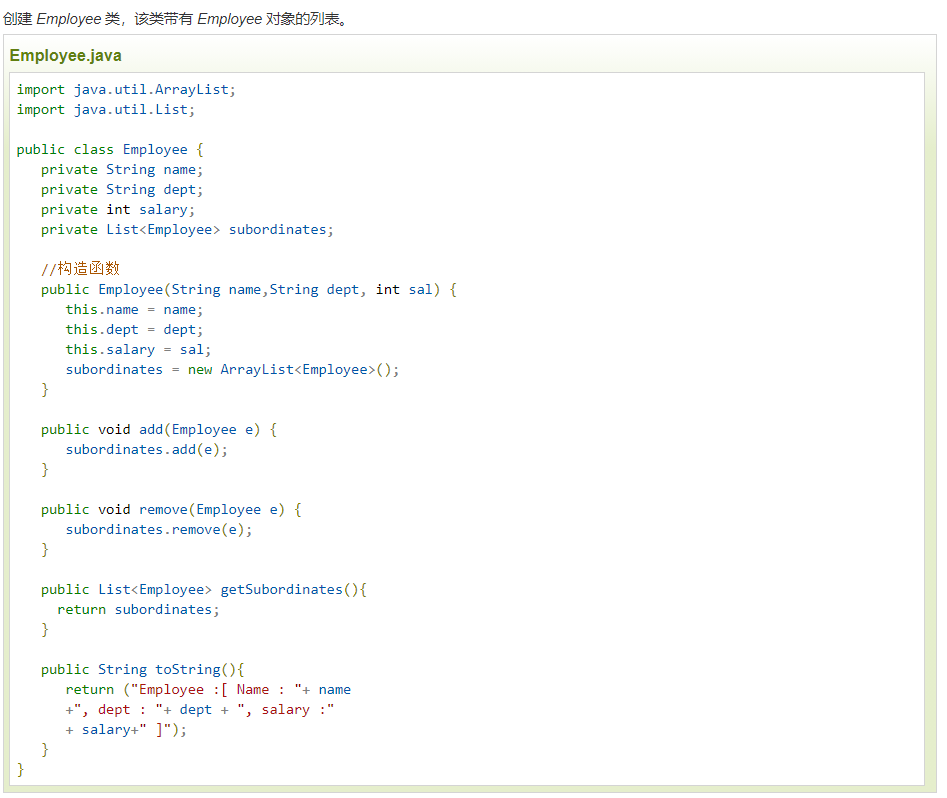 创建 Employee 类，该类带有 Employee 对象的列表。
Employee.java
import java.util.ArrayList;
import java.util.List;

public class Employee {
   private String name;
   private String dept;
   private int salary;
   private List<Employee> subordinates;

   //构造函数
   public Employee(String name,String dept, int sal) {
      this.name = name;
      this.dept = dept;
      this.salary = sal;
      subordinates = new ArrayList<Employee>();
   }

   public void add(Employee e) {
      subordinates.add(e);
   }

   public void remove(Employee e) {
      subordinates.remove(e);
   }

   public List<Employee> getSubordinates(){
     return subordinates;
   }

   public String toString(){
      return ("Employee :[ Name : "+ name
      +", dept : "+ dept + ", salary :"
      + salary+" ]");
   }
}